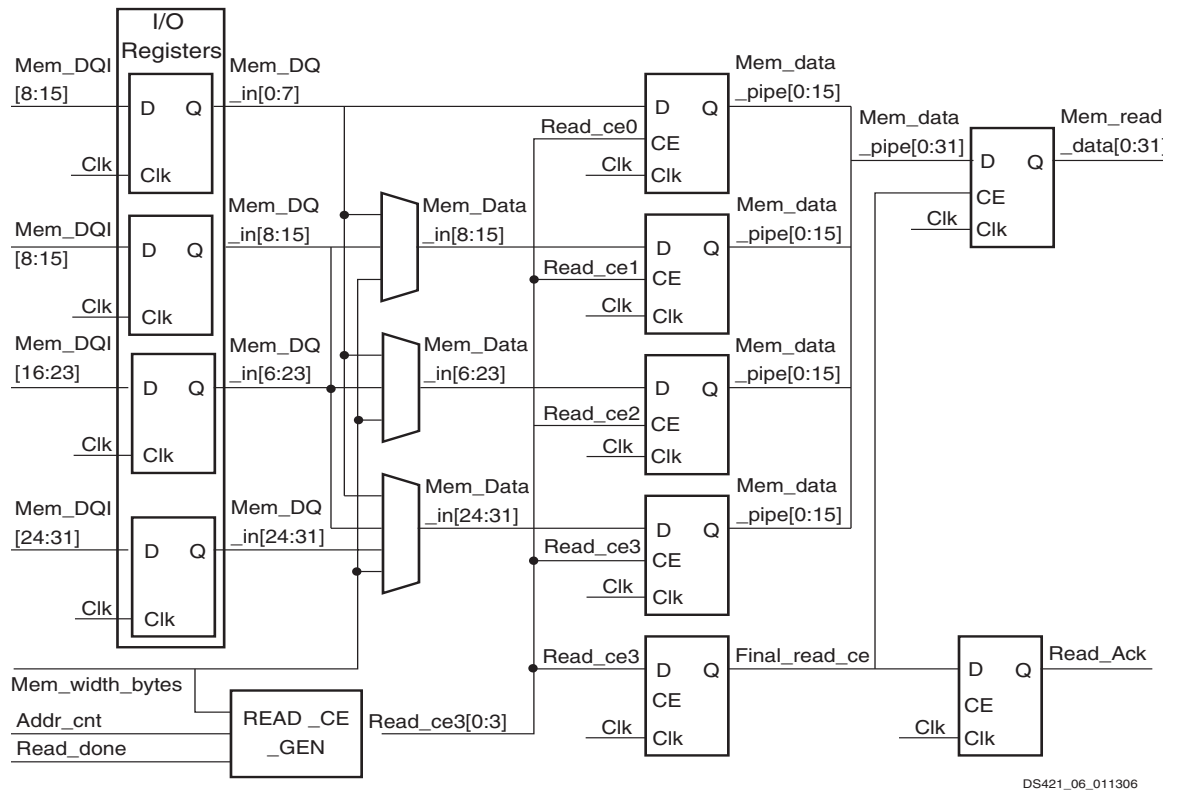 I/O
Registers
Mem_DQI
[8:15]
D Q
Clk
Clk
Mem_DQ
_in[0:7]
Mem_DQI
[8:15]
D Q
Clk
Clk
Mem_DQ
_in[8:15]
Mem_DQI
[16:23]
D Q
Clk
Clk
Mem_DQ
_in[6:23]
Mem_DQI
[24:31]
D Q
Clk
Clk
Mem_DQ
_in[24:31]
Mem_Data
_in[8:15]
Mem_Data
_in[6:23]
Mem_Data
_in[24:31]
Read_ce0
Clk
D Q
CE
Clk
Mem_data
_pipe[0:15]
Read_ce1
Clk
D Q
CE
Clk
Mem_data
_pipe[0:15]
Read_ce2
Clk
D Q
CE
Clk
Mem_data
_pipe[0:15]
Read_ce3
Clk
D Q
CE
Clk
Mem_data
_pipe[0:15]
Mem_data
_pipe[0:31]
D Q
CE
Clk
Clk
Mem_read
_data[0:31]
Mem_width_bytes
Addr_cnt
Read_done
READ _CE
_GEN
Read_ce3[0:3]
Read_ce3
Clk
D Q
CE
Clk
Final_read_ce
Clk
D Q
CE
Clk
Read_Ack
DS421_06_011306